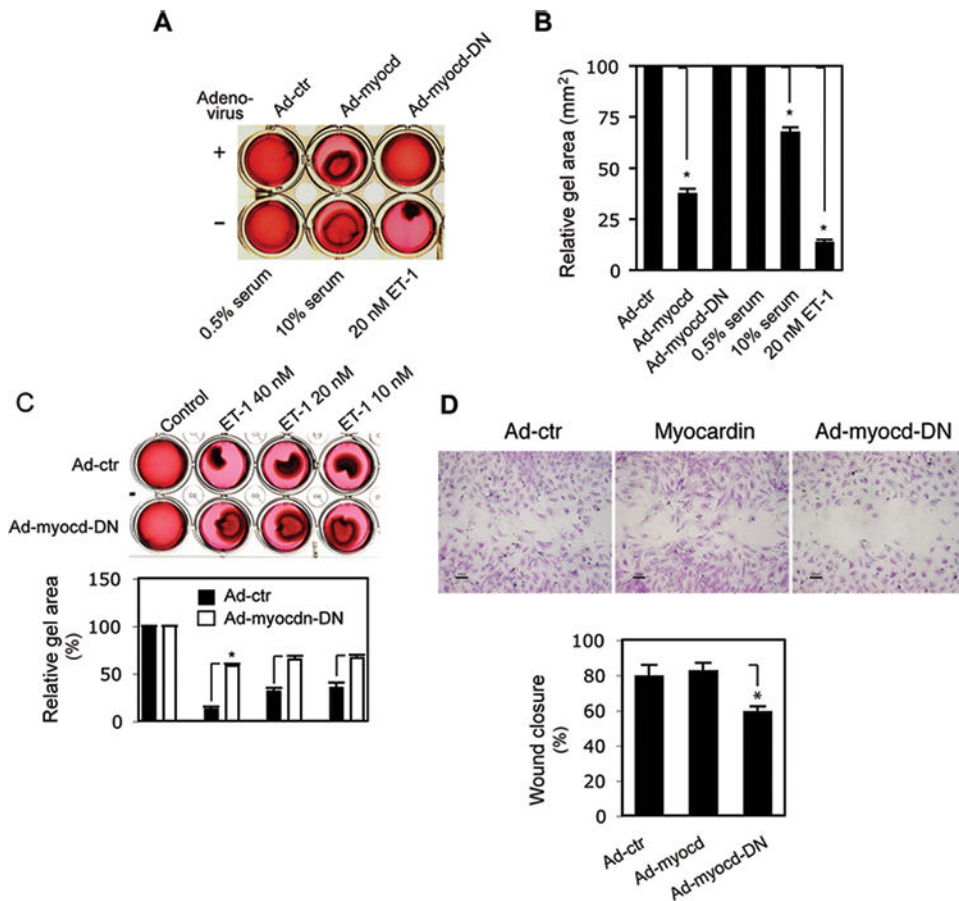 A
Adeno-
virus
Ad-ctr
Ad-myocd
Ad-myocd-DN
+
−
0.5% serum
10% serum
20 nM ET-1
B
Relative gel area (mm²)
100
75
50
25
0
*
*
*
Ad-ctr
Ad-myocd
Ad-myocd-DN
0.5% serum
10% serum
20 nM ET-1
C
Control
ET-1 40 nM
ET-1 20 nM
ET-1 10 nM
Ad-ctr
Ad-myocd-DN
Relative gel area
(%)
150
100
50
0
Ad-ctr
Ad-myocdn-DN
*
D
Ad-ctr
Myocardin
Ad-myocd-DN
Wound closure
(%)
100
80
60
40
20
0
*
Ad-ctr
Ad-myocd
Ad-myocd-DN